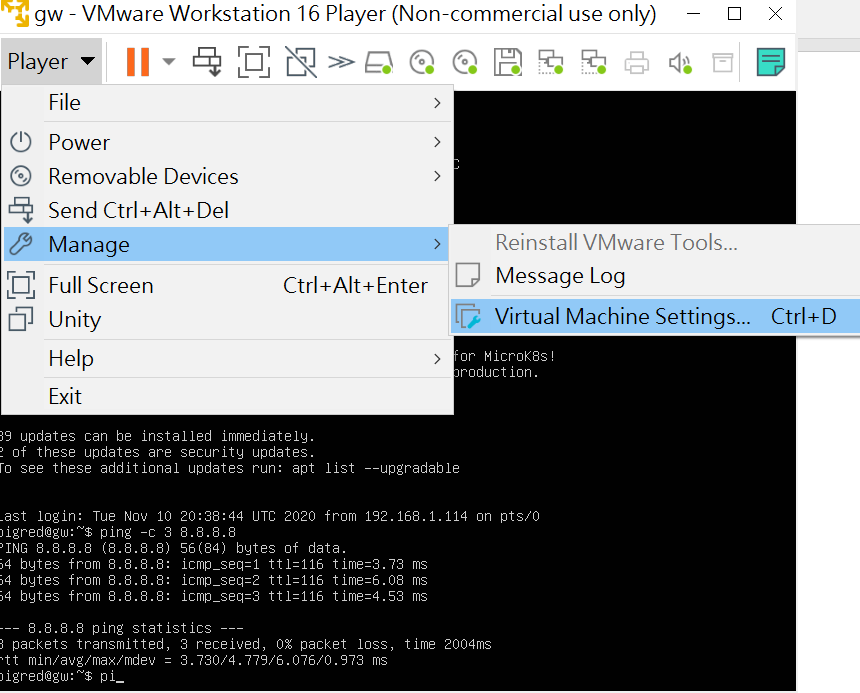 gw - VMware Workstation 16 Player (Non-commercial use only)
Player
File
Power
Removable Devices
Send Ctrl+Alt+Del
Manage
Reinstall VMware Tools...
Message Log
Full Screen Ctrl+Alt+Enter
Virtual Machine Settings... Ctrl+D
Unity
Help
Exit
for MicroK8s!
production.
39 updates can be installed immediately.
2 of these updates are security updates.
To see these additional updates run: apt list --upgradable
Last login: Tue Nov 10 20:38:44 UTC 2020 from 192.168.1.114 on pts/0
bigred@gw:~$ ping -c 3 8.8.8.8
PING 8.8.8.8 (8.8.8.8) 56(84) bytes of data.
64 bytes from 8.8.8.8: icmp_seq=1 ttl=116 time=3.73 ms
64 bytes from 8.8.8.8: icmp_seq=2 ttl=116 time=6.08 ms
64 bytes from 8.8.8.8: icmp_seq=3 ttl=116 time=4.53 ms
--- 8.8.8.8 ping statistics ---
3 packets transmitted, 3 received, 0% packet loss, time 2004ms
rtt min/avg/max/mdev = 3.730/4.779/6.076/0.973 ms
bigred@gw:~$ pi_